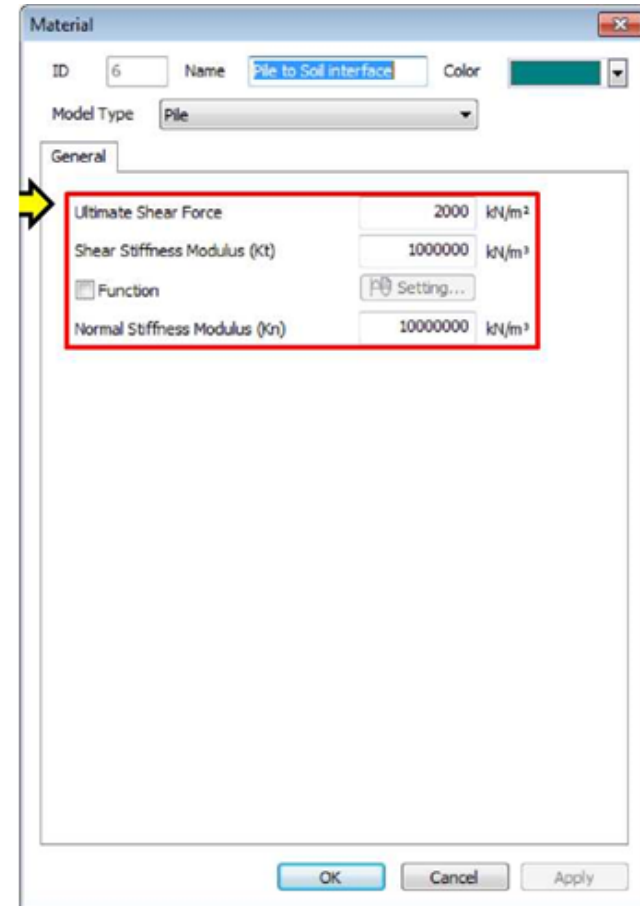 Material
ID 6 Name Pile to Soil interface Color
Model Type Pile
General
Ultimate Shear Force 2000 kN/m²
Shear Stiffness Modulus (Kt) 1000000 kN/m³
Function Setting...
Normal Stiffness Modulus (Kn) 10000000 kN/m³
OK Cancel Apply